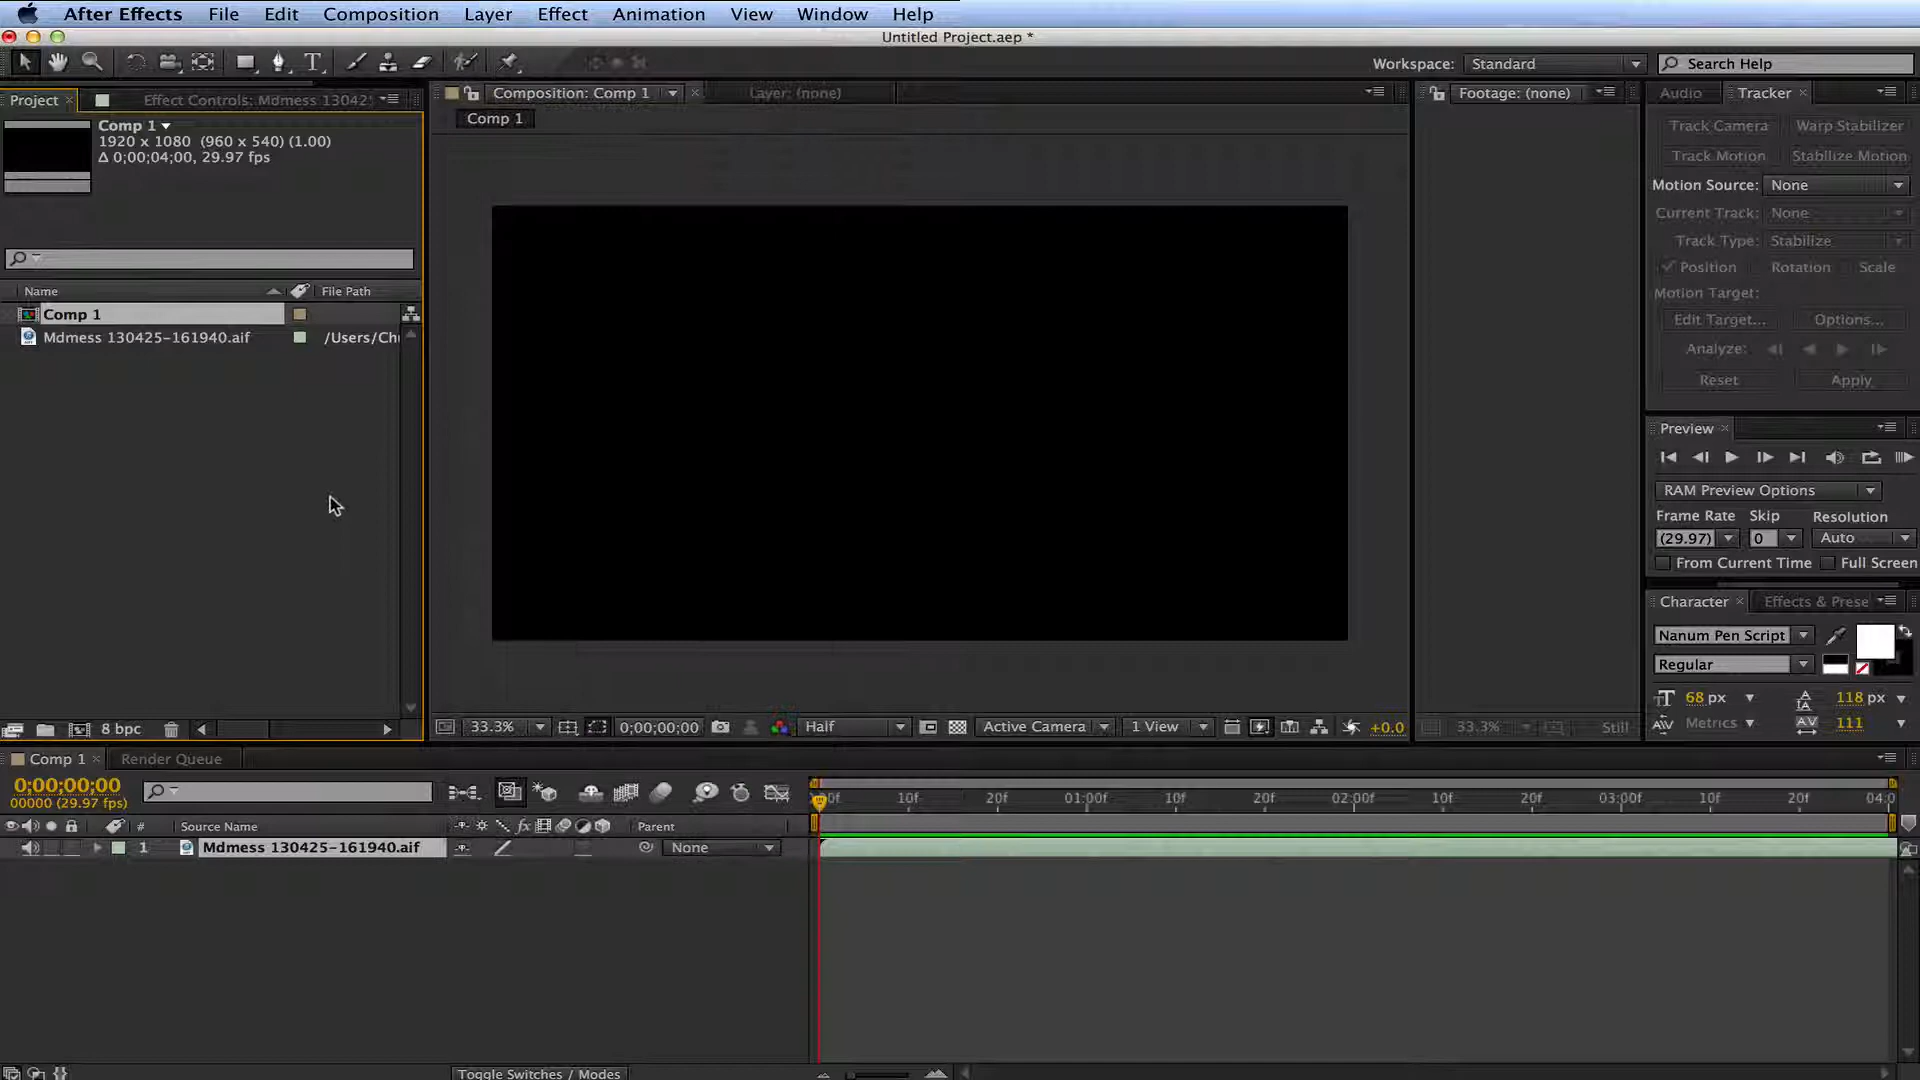 After Effects File Edit Composition Layer Effect Animation View Window Help
Untitled Project.aep *
Workspace: Standard Search Help
Project Effect Controls: Mdmess 13042
Comp 1
1920 x 1080 (960 x 540) (1.00)
Δ 0;00;04;00, 29.97 fps
Name File Path
Comp 1
Mdmess 130425-161940.aif /Users/Ch
8 bpc
Composition: Comp 1 Layer: (none)
Comp 1
33.3% 0;00;00;00 Half Active Camera 1 View +0.0
Footage: (none)
33.3% Still
Audio Tracker
Track Camera Warp Stabilizer
Track Motion Stabilize Motion
Motion Source: None
Current Track: None
Track Type: Stabilize
Position Rotation Scale
Motion Target:
Edit Target... Options...
Analyze:
Reset Apply
Preview
RAM Preview Options
Frame Rate Skip Resolution
(29.97) 0 Auto
From Current Time Full Screen
Character Effects & Prese
Nanum Pen Script
Regular
68 px 118 px
Metrics 111
Comp 1 Render Queue
0;00;00;00
00000 (29.97 fps)
00f 10f 20f 01:00f 10f 20f 02:00f 10f 20f 03:00f 10f 20f 04:0
# Source Name fx Parent
1 Mdmess 130425-161940.aif None
Toggle Switches / Modes